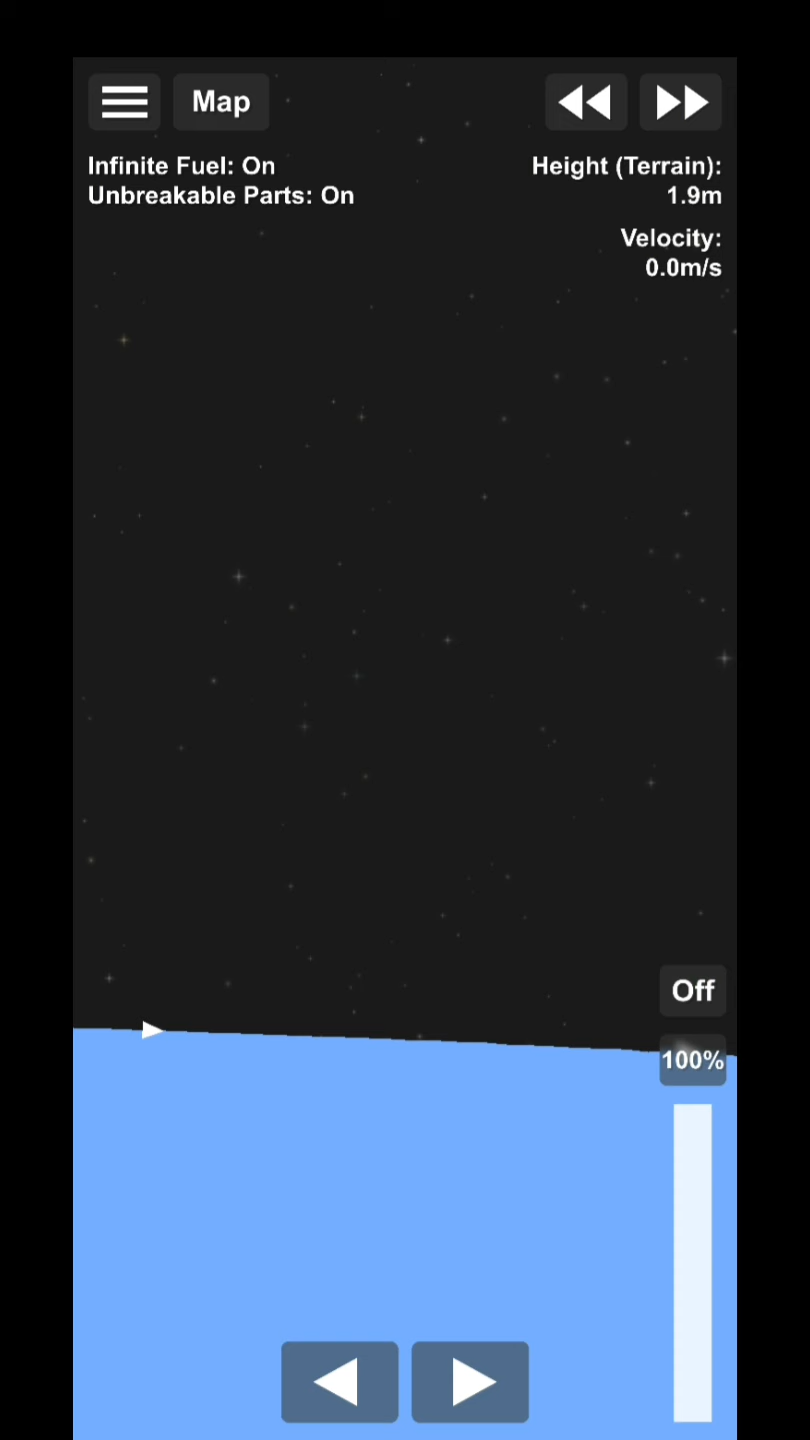 Map
Infinite Fuel: On
Unbreakable Parts: On
Height (Terrain):
1.9m
Velocity:
0.0m/s
Off
100%